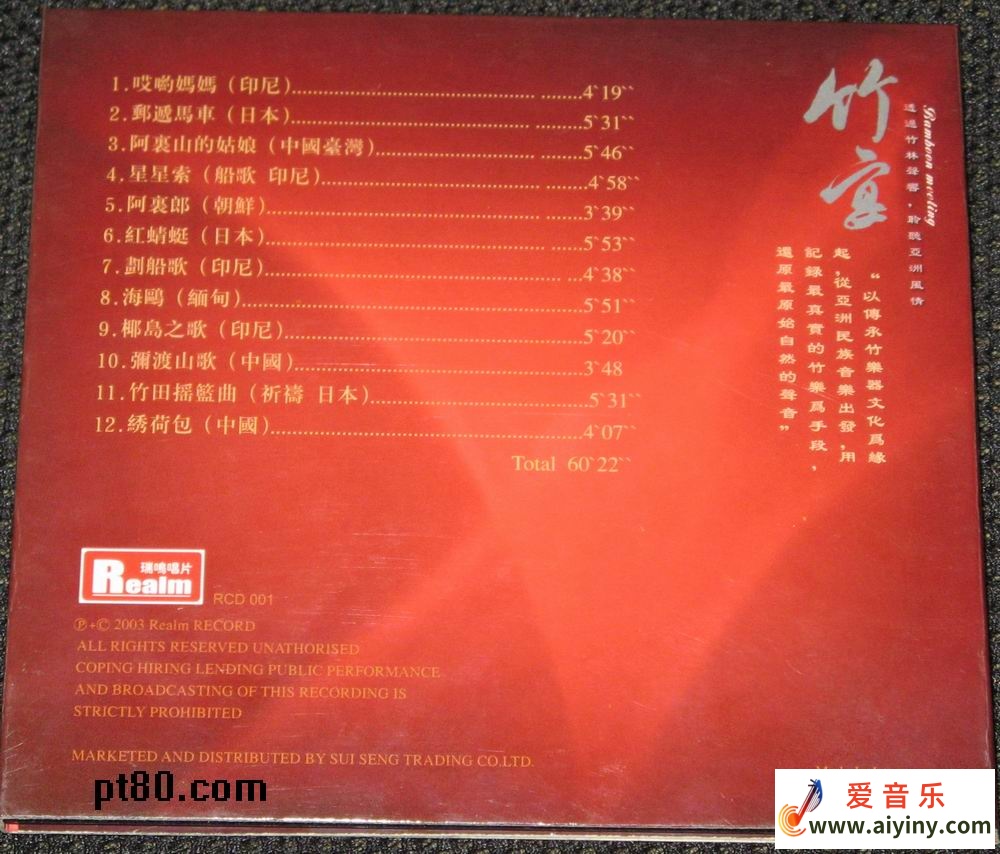 1.哎喲媽媽（印尼）........................................ ........4`19``
2.郵遞馬車（日本）........................................ ........5`31``
3.阿裏山的姑娘（中國臺灣)........................... ........5`46``
4.星星索（船歌 印尼)................................... ........4`58``
5.阿裏郎（朝鮮）........................................... ........3`39``
6.紅蜻蜓（日本)............................................. .......5`53``
7.劃船歌（印尼)............................................. ...4`38``
8.海鷗（緬甸)....................................................5`51``
9.椰島之歌（印尼).............................................5`20``
10.彌渡山歌（中國)..........................................3`48
11.竹田摇籃曲（祈禱 日本)................................5`31``
12.綉荷包（中國)..............................................4`07``
Total 60`22``
竹宴
Bamboon meeting
透過竹林聲響，聆聽亞洲風情
“以傳承竹樂器文化爲緣
起，從亞洲民族音樂出發，用
記錄最真實的竹樂爲手段，
還原最原始自然的聲音”
瑞鳴唱片
Realm
RCD 001
℗+© 2003 Realm RECORD
ALL RIGHTS RESERVED UNATHORISED
COPING HIRING LENDING PUBLIC PERFORMANCE
AND BROADCASTING OF THIS RECORDING IS
STRICTLY PROHIBITED
MARKETED AND DISTRIBUTED BY SUI SENG TRADING CO.LTD.
pt80.com
爱音乐
www.aiyiny.com